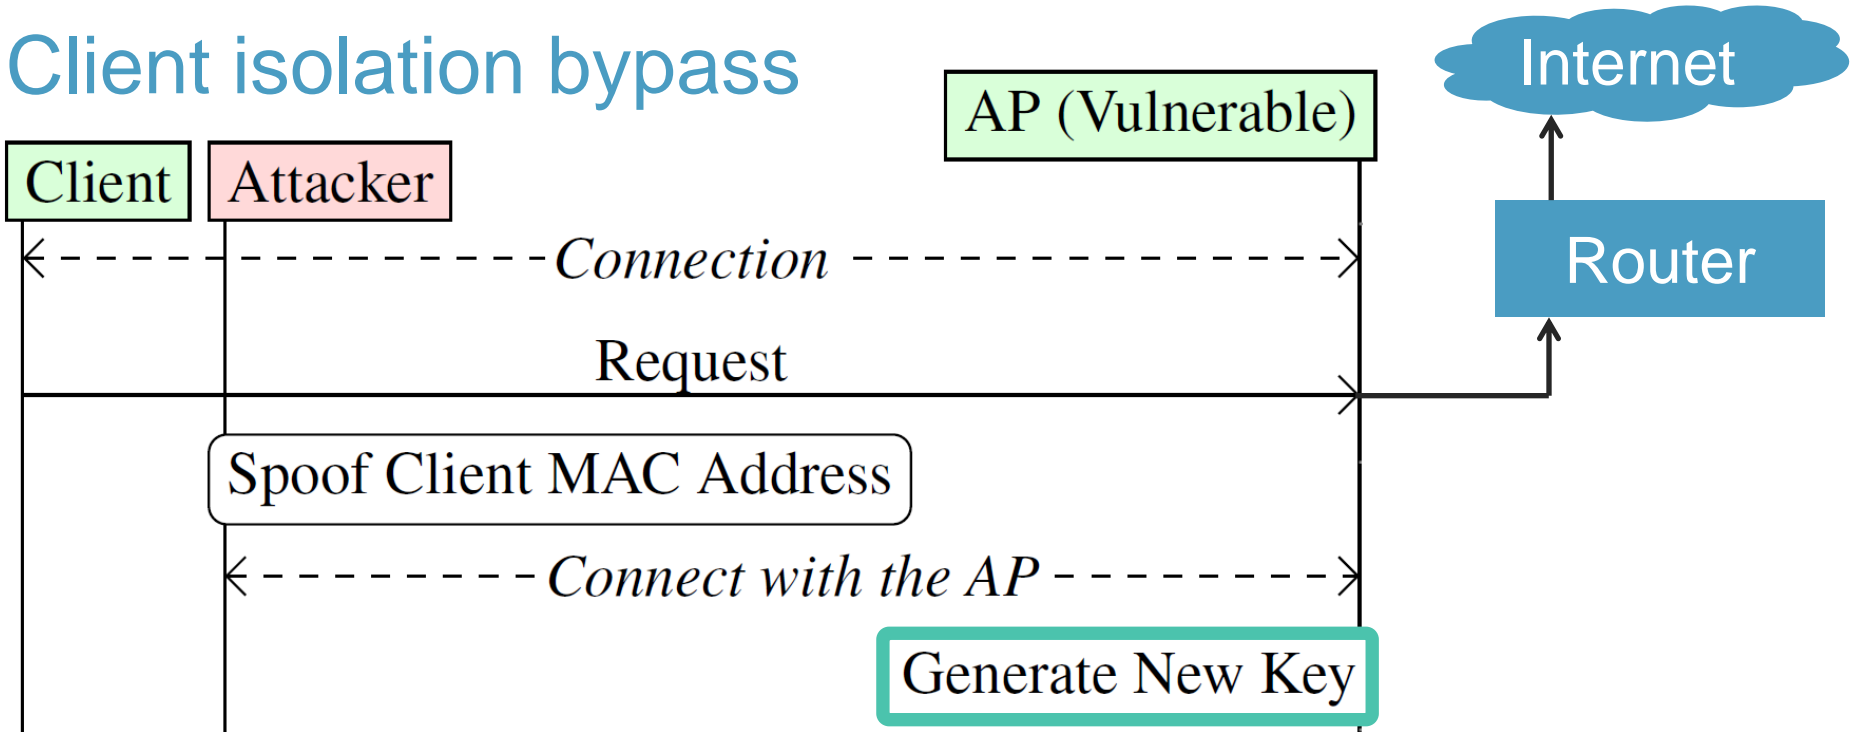 Client isolation bypass
Internet
AP (Vulnerable)
Client
Attacker
Router
Connection
Request
Spoof Client MAC Address
Connect with the AP
Generate New Key